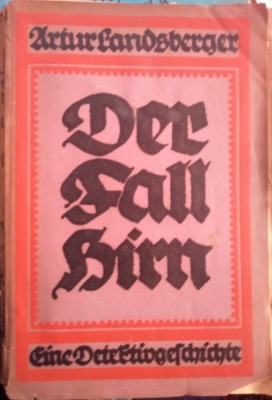 Artur Landsberger
Der
Fall
Hirn
Eine Detektivgeſchichte